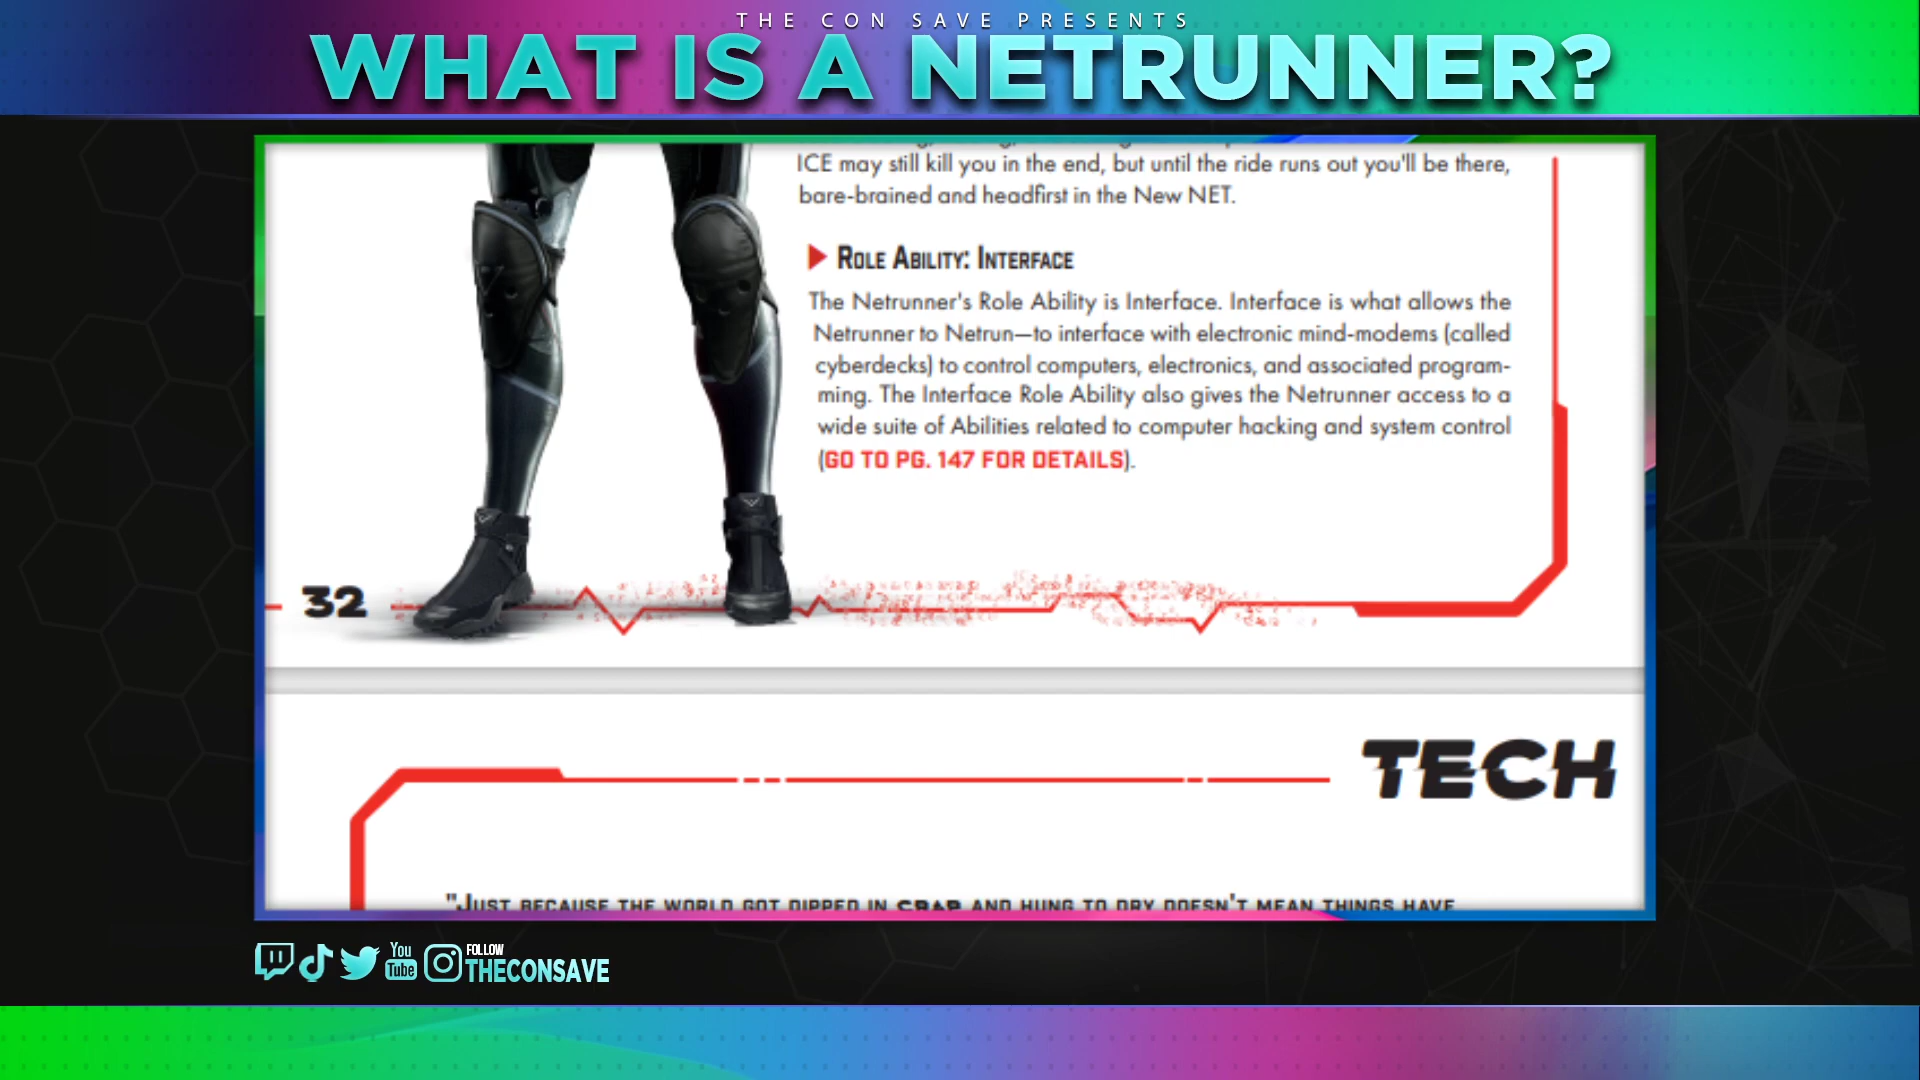 THE CON SAVE PRESENTS
WHAT IS A NETRUNNER?
ICE may still kill you in the end, but until the ride runs out you'll be there,
bare-brained and headfirst in the New NET.
Role Ability: Interface
The Netrunner's Role Ability is Interface. Interface is what allows the
Netrunner to Netrun—to interface with electronic mind-modems (called
cyberdecks) to control computers, electronics, and associated program-
ming. The Interface Role Ability also gives the Netrunner access to a
wide suite of Abilities related to computer hacking and system control
(GO TO PG. 147 FOR DETAILS).
32
TECH
"Just because the world got dipped in crap and hung to dry doesn't mean things have
You
Tube
FOLLOW
THECONSAVE